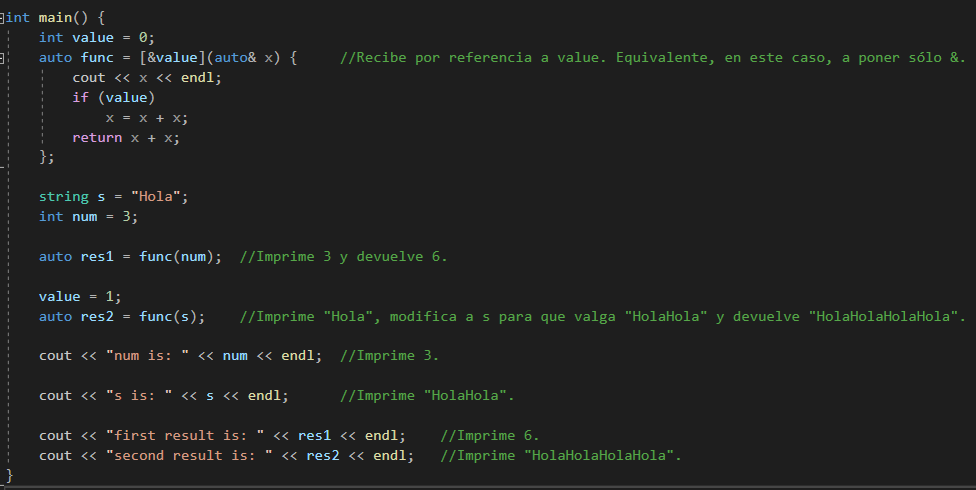 int main() {
    int value = 0;
    auto func = [&value](auto& x) {     //Recibe por referencia a value. Equivalente, en este caso, a poner sólo &.
        cout << x << endl;
        if (value)
            x = x + x;
        return x + x;
    };

    string s = "Hola";
    int num = 3;

    auto res1 = func(num);  //Imprime 3 y devuelve 6.

    value = 1;
    auto res2 = func(s);    //Imprime "Hola", modifica a s para que valga "HolaHola" y devuelve "HolaHolaHolaHola".

    cout << "num is: " << num << endl;  //Imprime 3.

    cout << "s is: " << s << endl;      //Imprime "HolaHola".

    cout << "first result is: " << res1 << endl;    //Imprime 6.
    cout << "second result is: " << res2 << endl;   //Imprime "HolaHolaHolaHola".
}